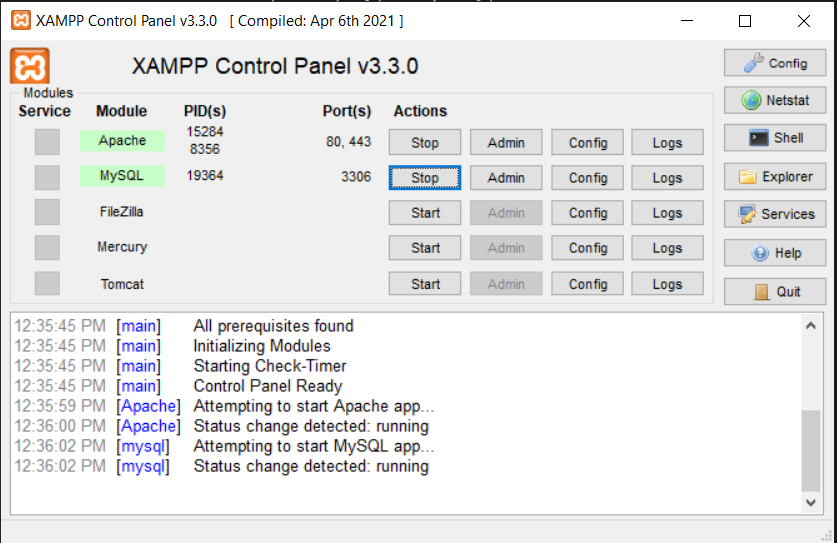 XAMPP Control Panel v3.3.0 [ Compiled: Apr 6th 2021 ]
XAMPP Control Panel v3.3.0
Config
Modules
Service Module PID(s) Port(s) Actions
Netstat
Apache 15284 8356 80, 443 Stop Admin Config Logs
Shell
MySQL 19364 3306 Stop Admin Config Logs
Explorer
FileZilla Start Admin Config Logs
Services
Mercury Start Admin Config Logs
Help
Tomcat Start Admin Config Logs
Quit
12:35:45 PM [main] All prerequisites found
12:35:45 PM [main] Initializing Modules
12:35:45 PM [main] Starting Check-Timer
12:35:45 PM [main] Control Panel Ready
12:35:59 PM [Apache] Attempting to start Apache app...
12:36:00 PM [Apache] Status change detected: running
12:36:02 PM [mysql] Attempting to start MySQL app...
12:36:02 PM [mysql] Status change detected: running